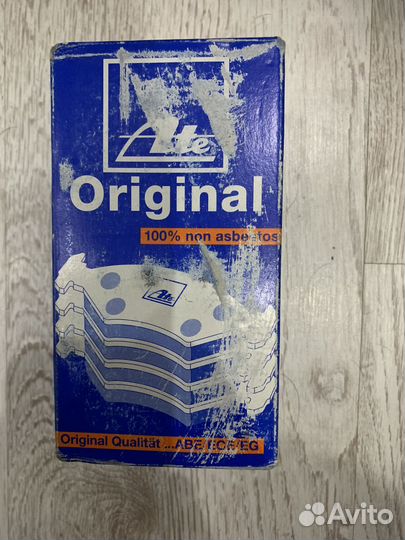 Ate
Original
100% non asbestos
Ate
Original Qualität ...ABE/ECE/EG
Avito